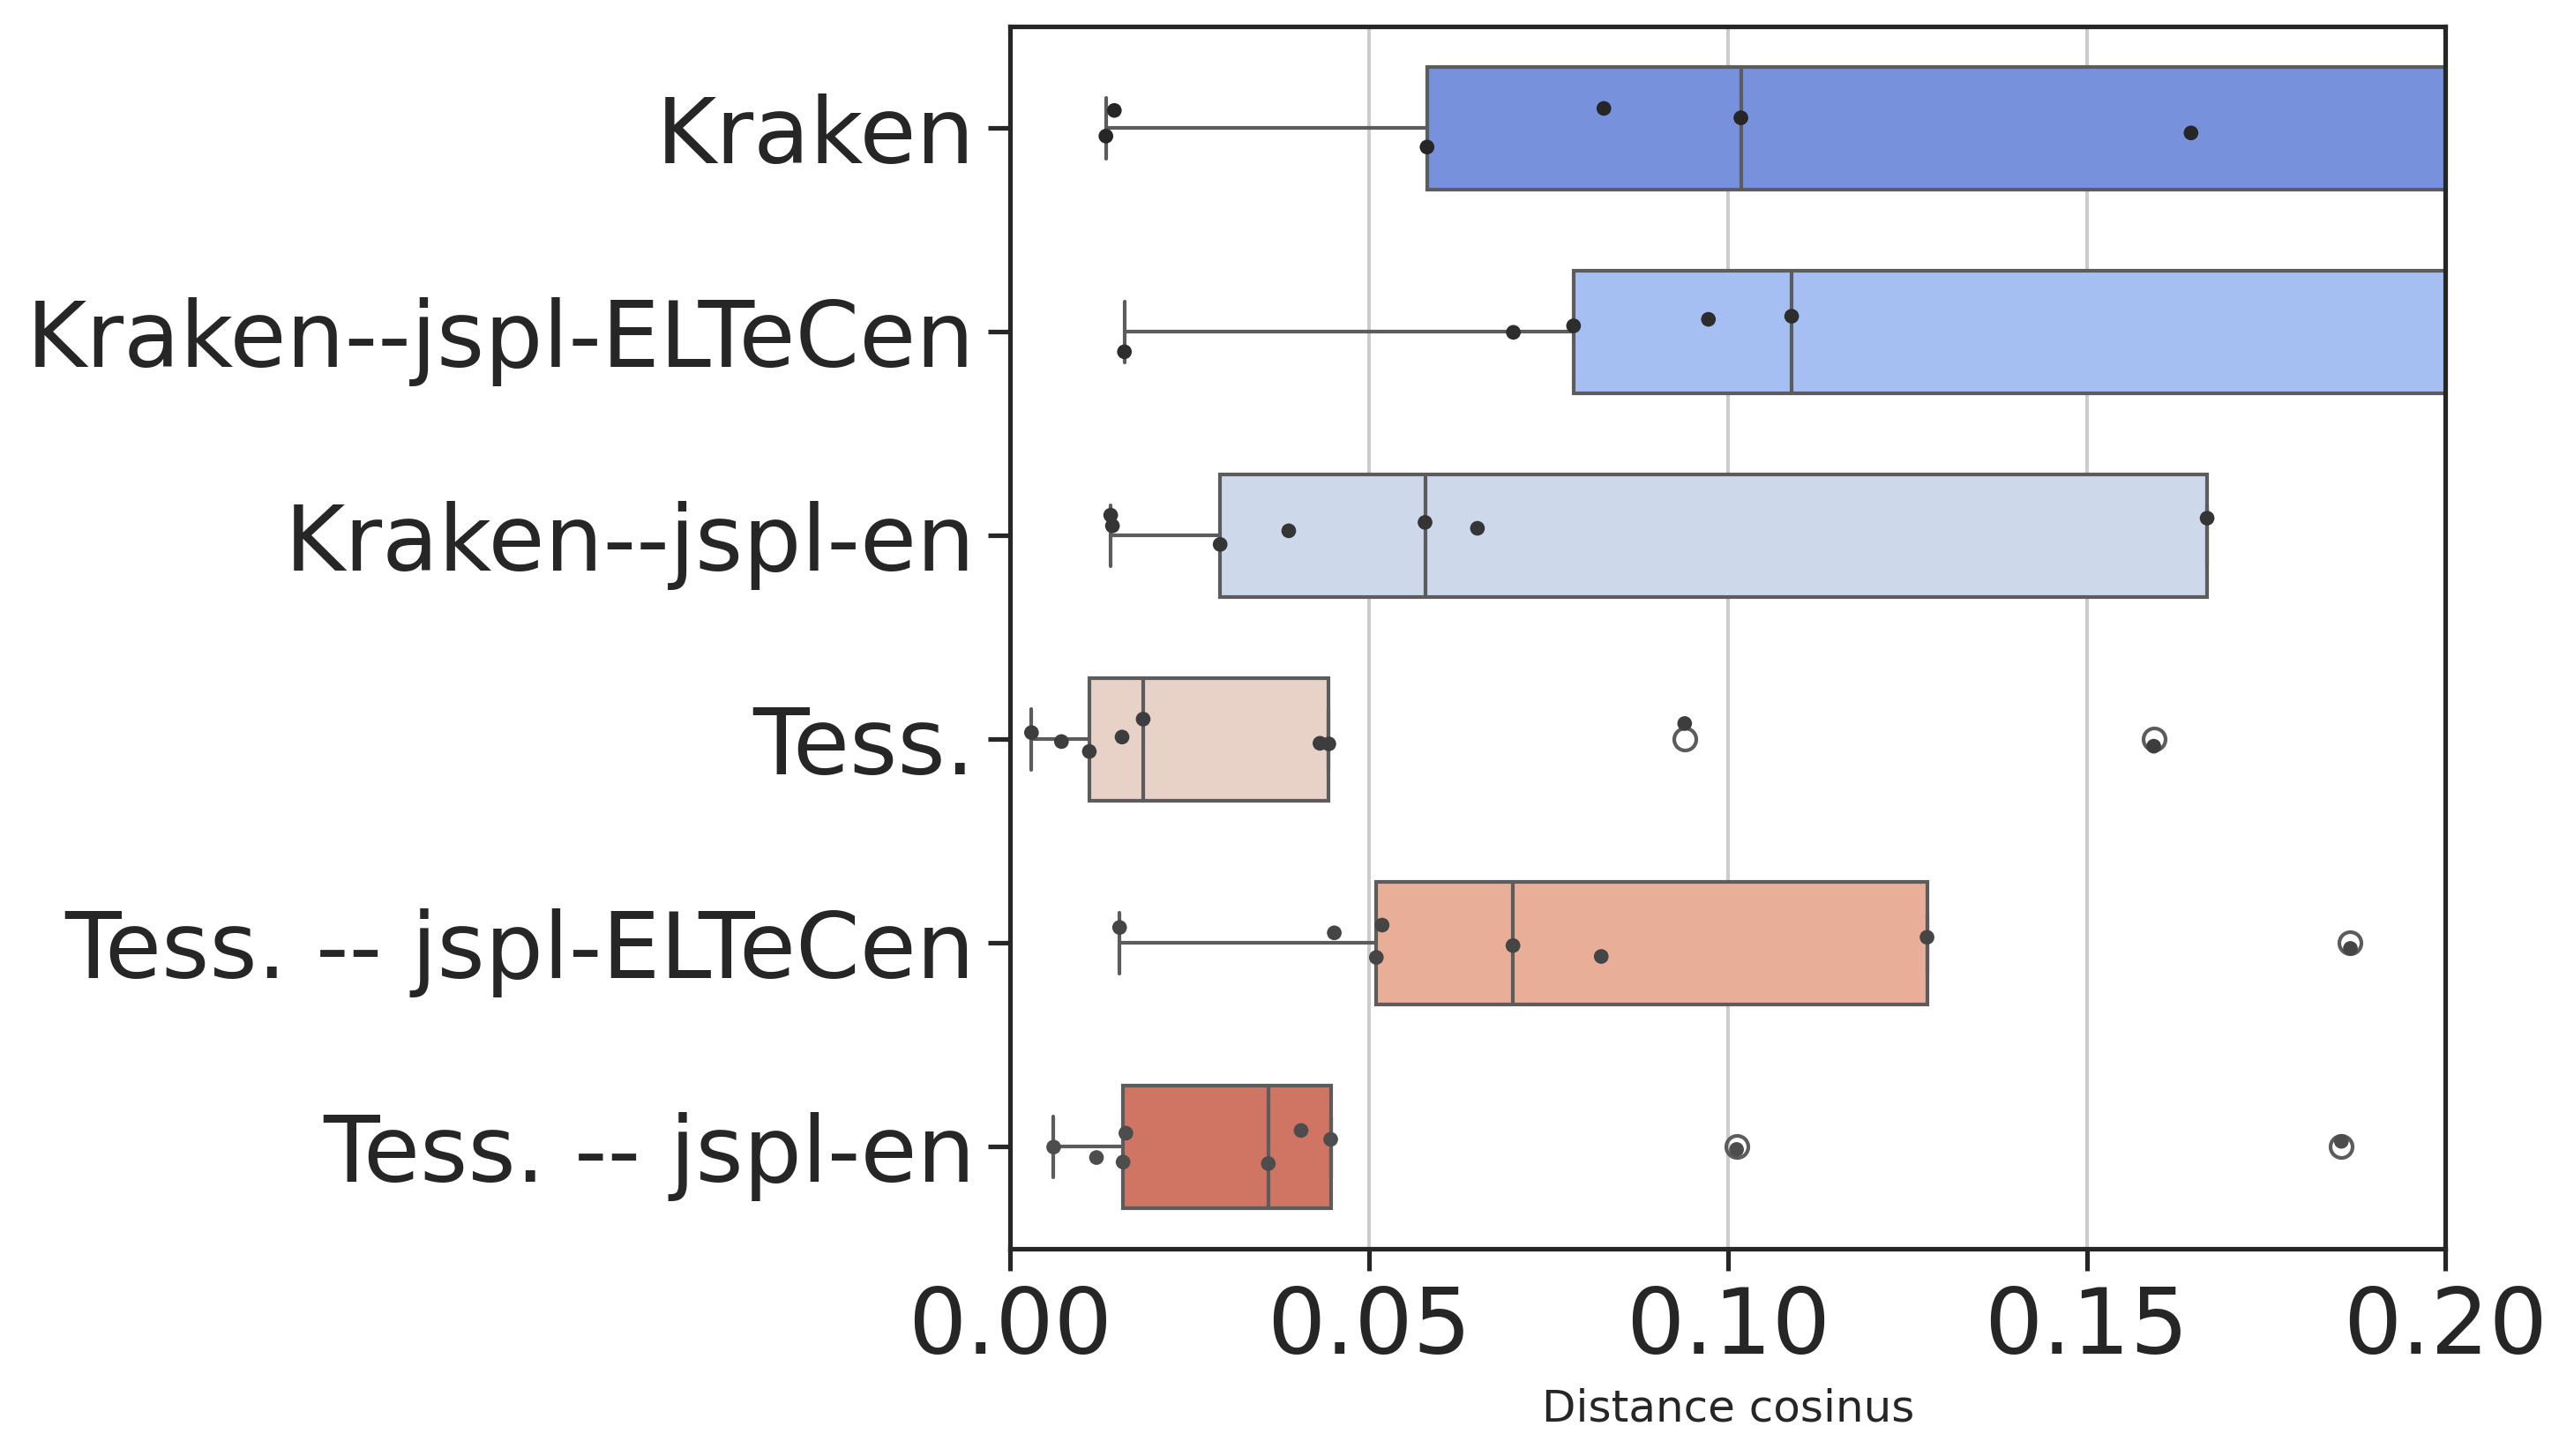 Kraken
Kraken--jspl-ELTeCen
Kraken--jspl-en
Tess.
Tess. -- jspl-ELTeCen
Tess. -- jspl-en
0.00 0.05 0.10 0.15 0.20
Distance cosinus